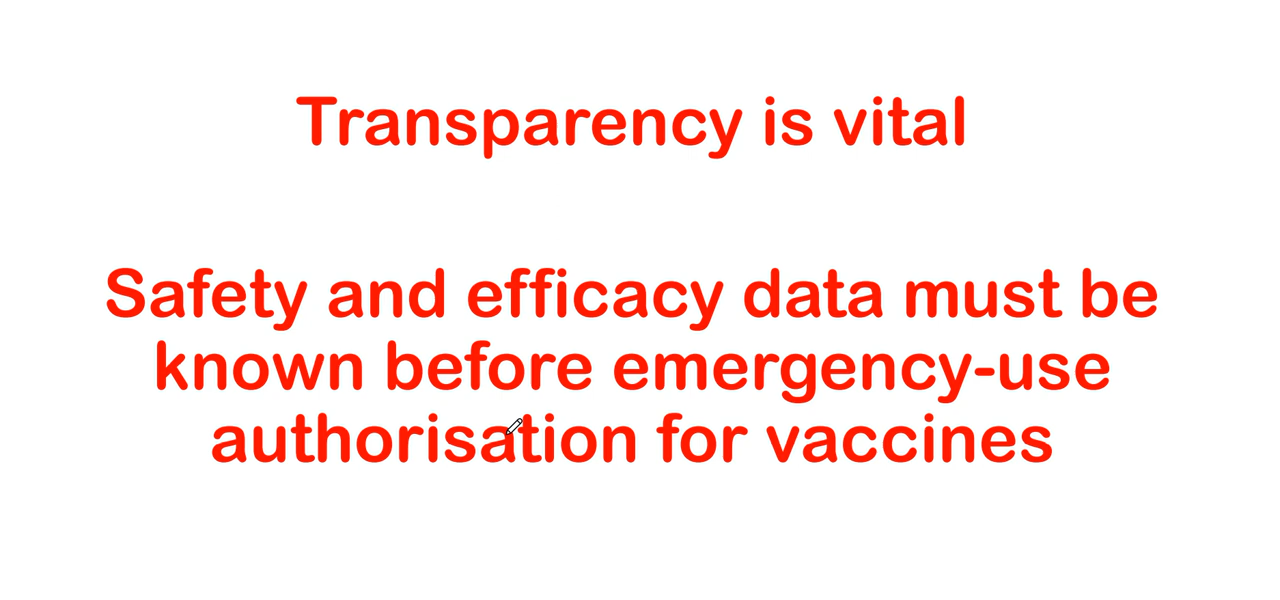 Transparency is vital
Safety and efficacy data must be
known before emergency-use
authorisation for vaccines